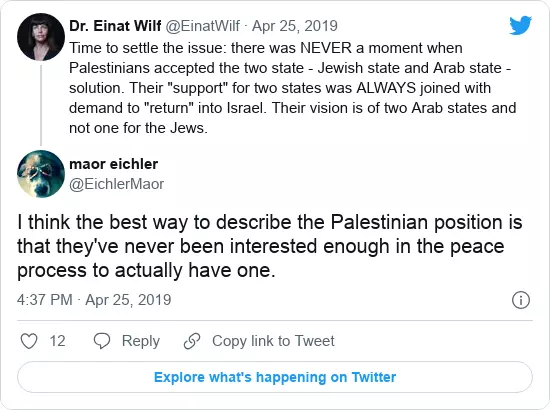 Dr. Einat Wilf @EinatWilf · Apr 25, 2019
Time to settle the issue: there was NEVER a moment when
Palestinians accepted the two state - Jewish state and Arab state -
solution. Their "support" for two states was ALWAYS joined with
demand to "return" into Israel. Their vision is of two Arab states and
not one for the Jews.
maor eichler
@EichlerMaor
I think the best way to describe the Palestinian position is
that they've never been interested enough in the peace
process to actually have one.
4:37 PM · Apr 25, 2019
12 Reply Copy link to Tweet
Explore what's happening on Twitter